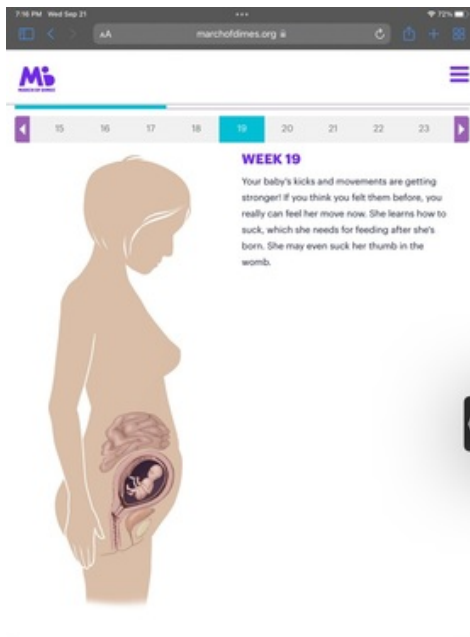 7:16 PM Wed Sep 21
72%
AA
marchofdimes.org
MARCH OF DIMES
15 16 17 18 19 20 21 22 23
WEEK 19
Your baby's kicks and movements are getting
stronger! If you think you felt them before, you
really can feel her move now. She learns how to
suck, which she needs for feeding after she's
born. She may even suck her thumb in the
womb.